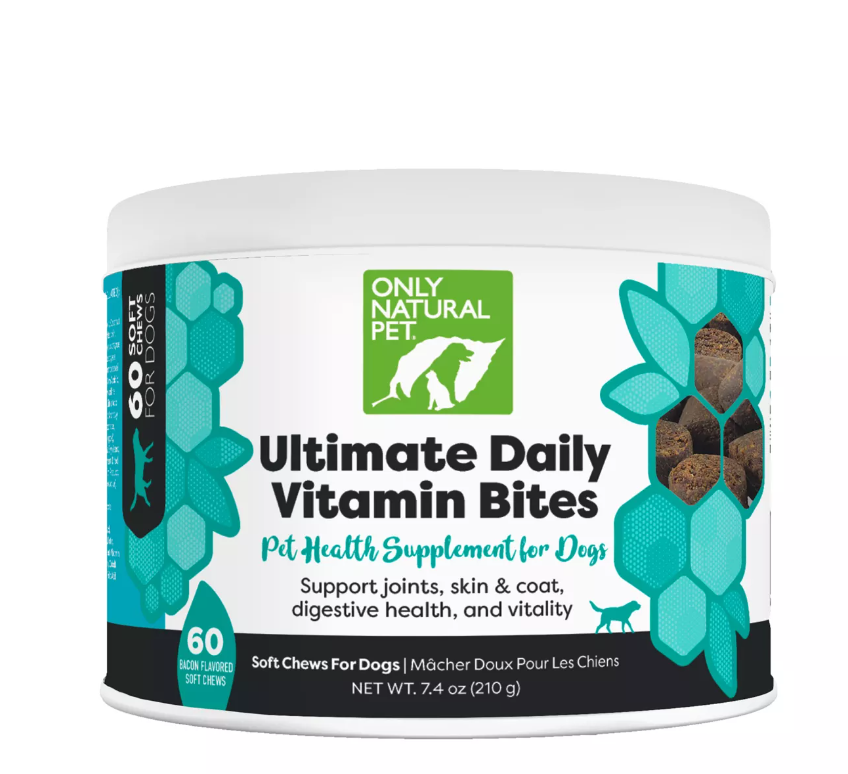 ONLY
NATURAL
PET
Ultimate Daily
Vitamin Bites
Pet Health Supplement for Dogs
Support joints, skin & coat,
digestive health, and vitality
60 SOFT
CHEWS
FOR DOGS
60
BACON FLAVORED
SOFT CHEWS
Soft Chews For Dogs | Mâcher Doux Pour Les Chiens
NET WT. 7.4 oz (210 g)